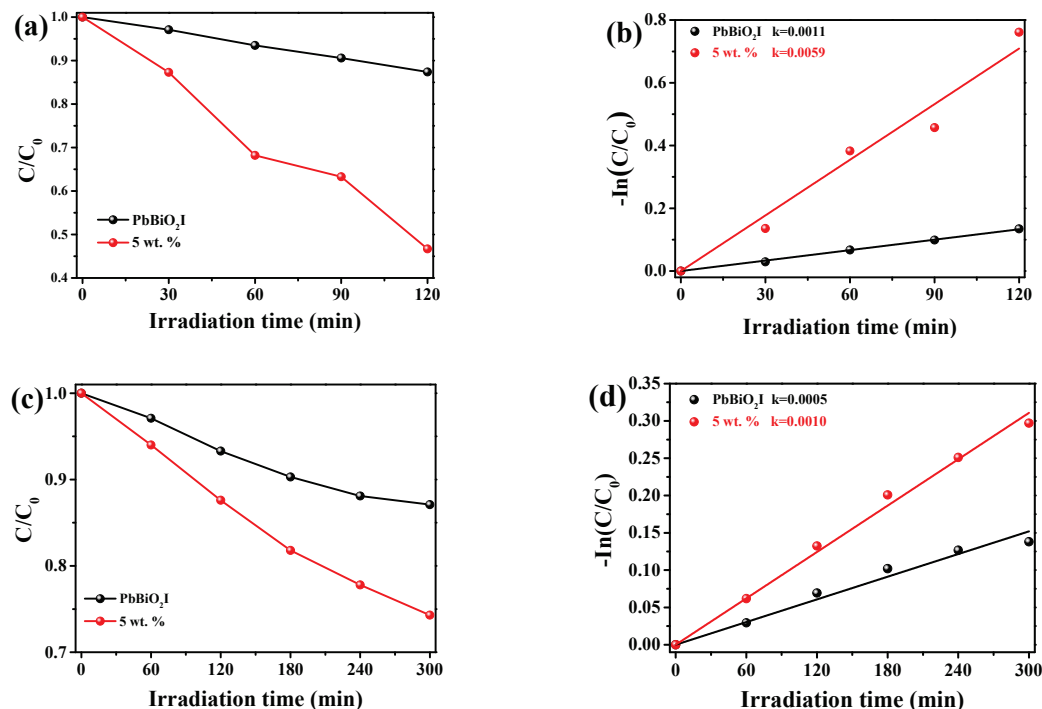 (a)
1.0
0.9
0.8
0.7
0.6
0.5
0.4
C/C₀
PbBiO₂I
5 wt. %
0 30 60 90 120
Irradiation time (min)
(b)
0.8
0.6
0.4
0.2
0.0
-In(C/C₀)
PbBiO₂I k=0.0011
5 wt. % k=0.0059
0 30 60 90 120
Irradiation time (min)
(c)
1.0
0.9
0.8
0.7
C/C₀
PbBiO₂I
5 wt. %
0 60 120 180 240 300
Irradiation time (min)
(d)
0.35
0.30
0.25
0.20
0.15
0.10
0.05
0.00
-In(C/C₀)
PbBiO₂I k=0.0005
5 wt. % k=0.0010
0 60 120 180 240 300
Irradiation time (min)